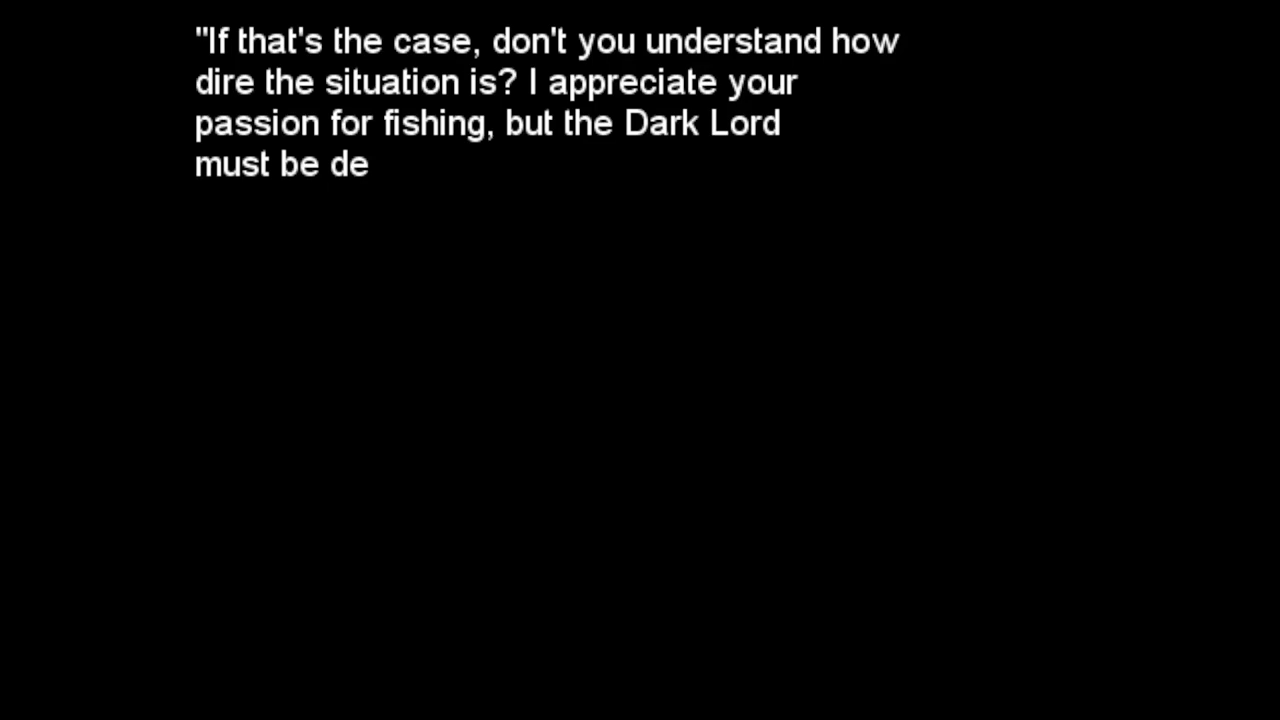 "If that's the case, don't you understand how
dire the situation is? I appreciate your
passion for fishing, but the Dark Lord
must be de